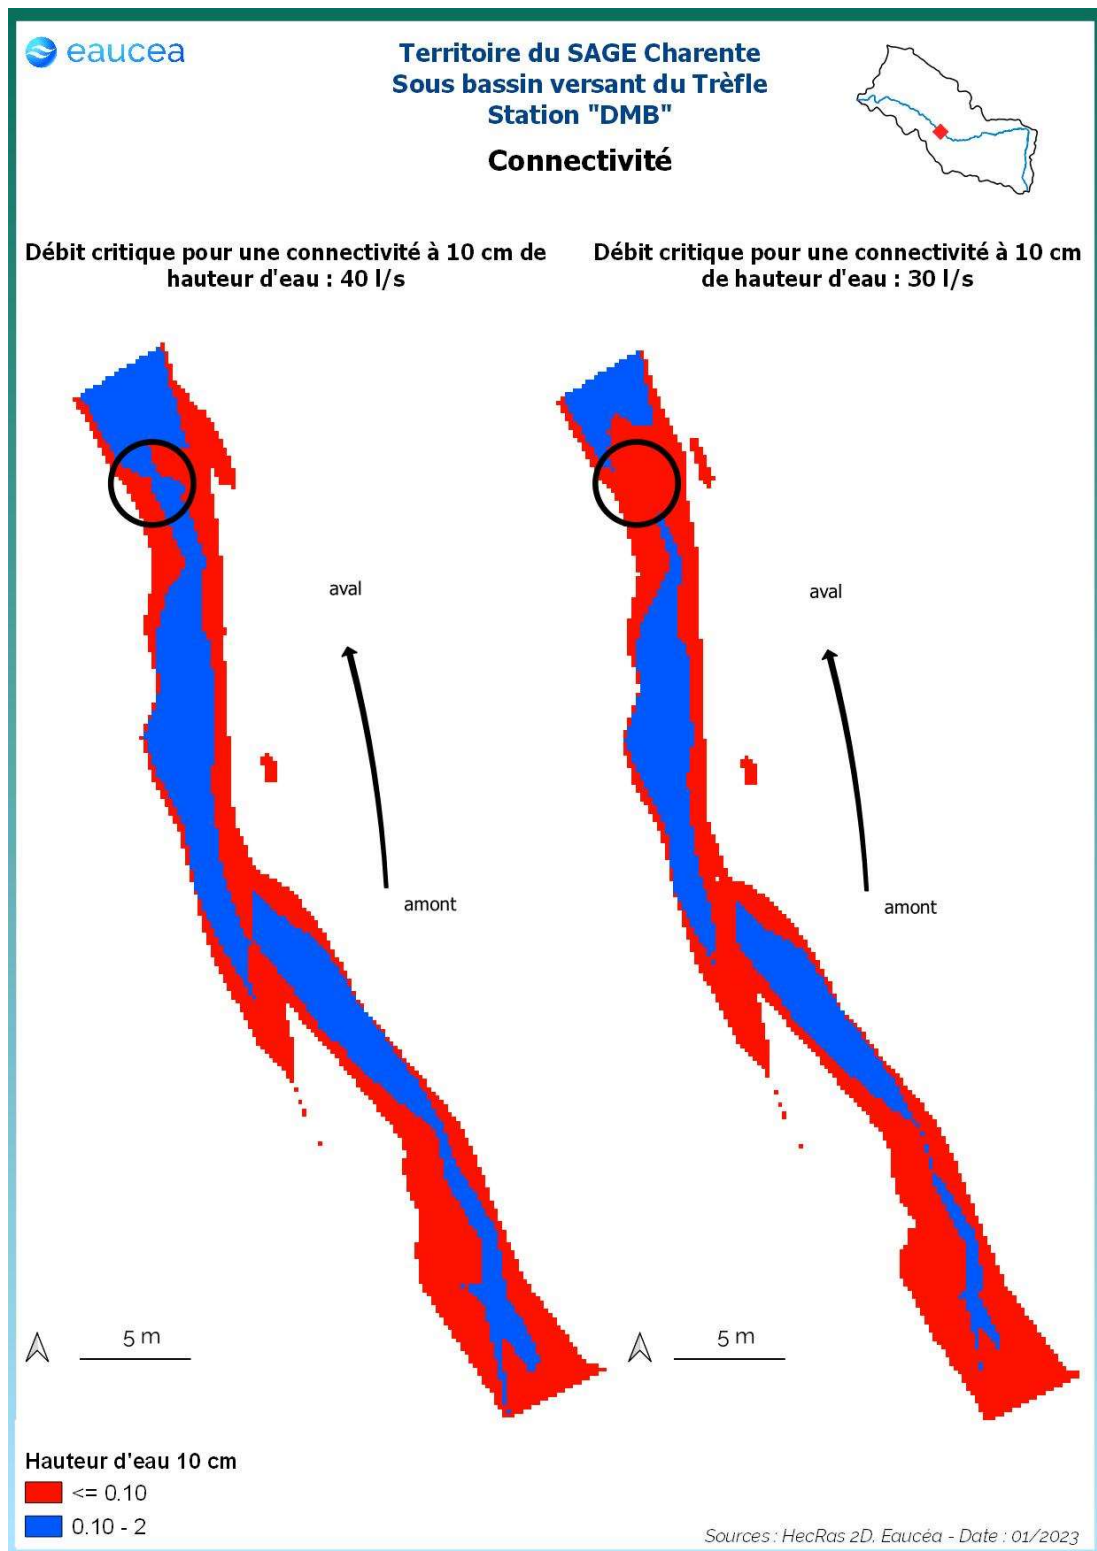 eaucea
Territoire du SAGE Charente
Sous bassin versant du Trèfle
Station "DMB"
Connectivité
Débit critique pour une connectivité à 10 cm de
hauteur d'eau : 40 l/s
Débit critique pour une connectivité à 10 cm
de hauteur d'eau : 30 l/s
aval
amont
aval
amont
5 m
5 m
Hauteur d'eau 10 cm
<= 0.10
0.10 - 2
Sources : HecRas 2D. Eaucéa - Date : 01/2023